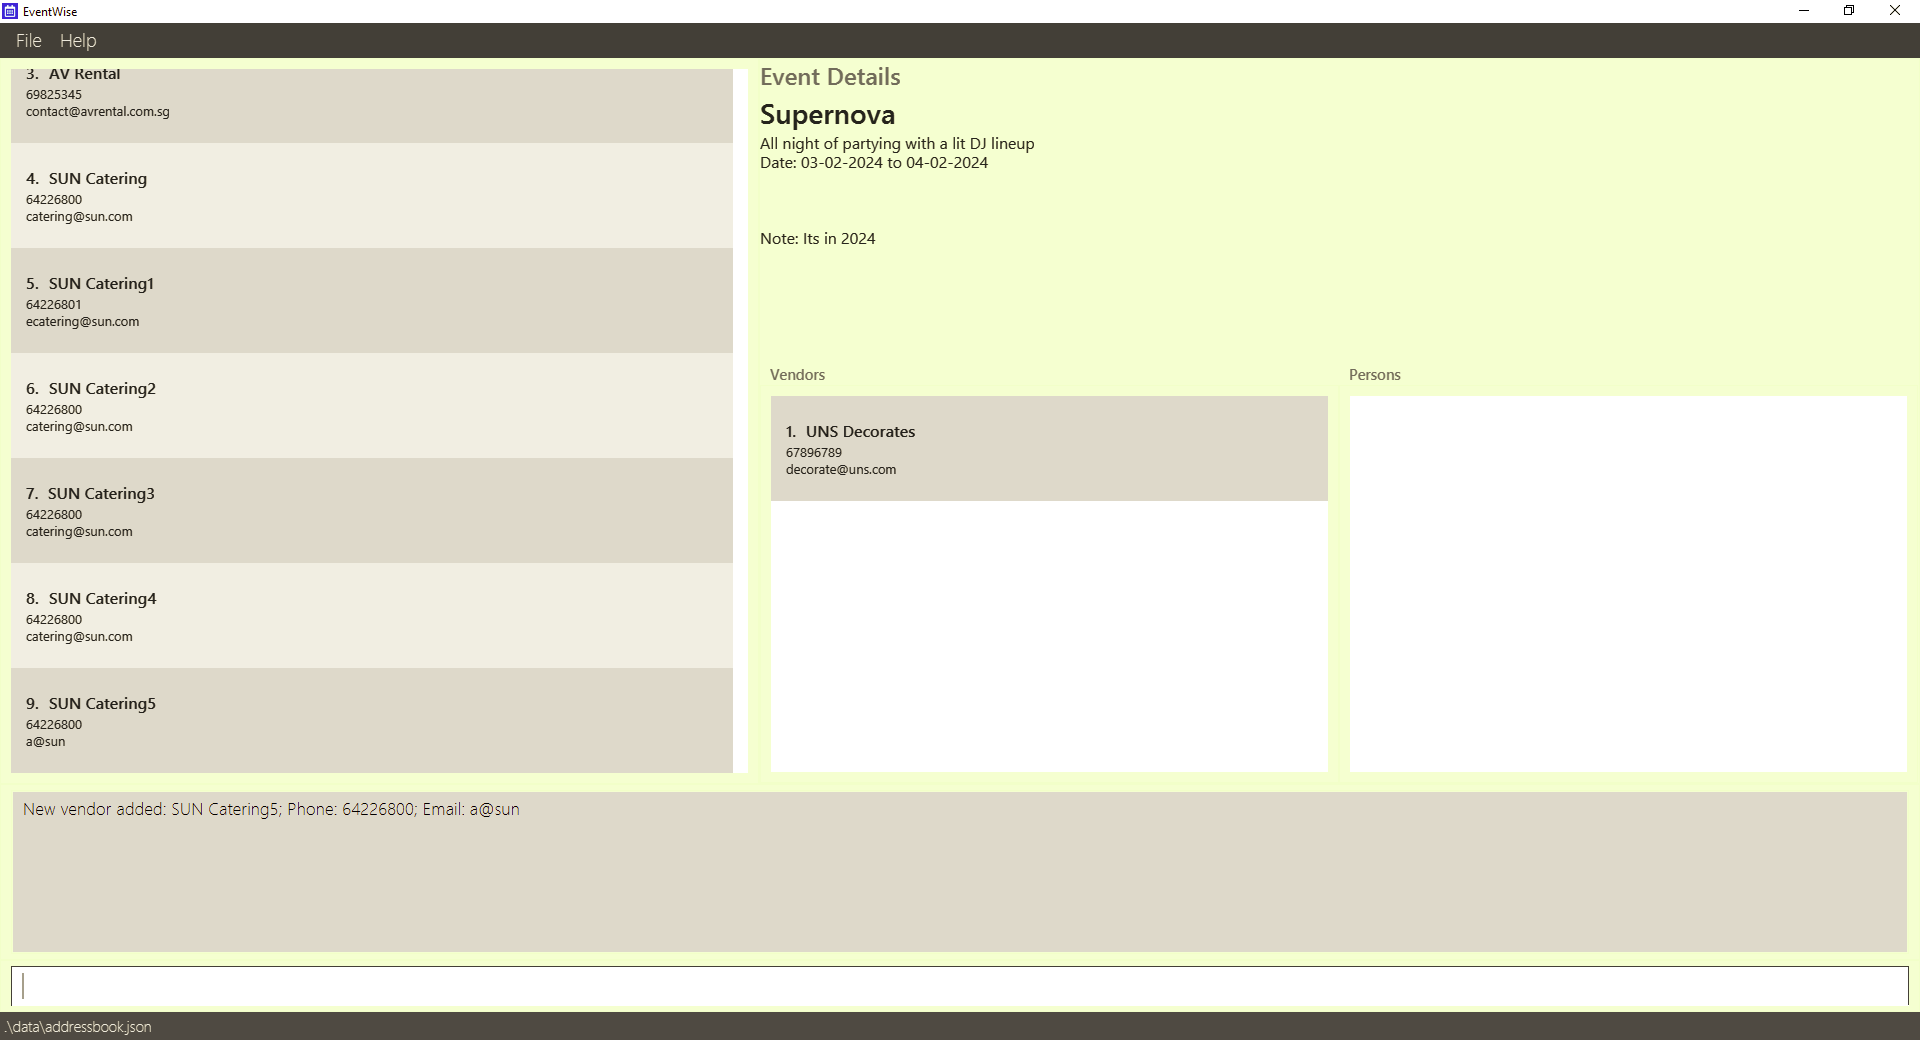 EventWise
File Help
3. AV Rental
69825345
contact@avrental.com.sg
4. SUN Catering
64226800
catering@sun.com
5. SUN Catering1
64226801
ecatering@sun.com
6. SUN Catering2
64226800
catering@sun.com
7. SUN Catering3
64226800
catering@sun.com
8. SUN Catering4
64226800
catering@sun.com
9. SUN Catering5
64226800
a@sun
Event Details
Supernova
All night of partying with a lit DJ lineup
Date: 03-02-2024 to 04-02-2024
Note: Its in 2024
Vendors
1. UNS Decorates
67896789
decorate@uns.com
Persons
New vendor added: SUN Catering5; Phone: 64226800; Email: a@sun
.\data\addressbook.json